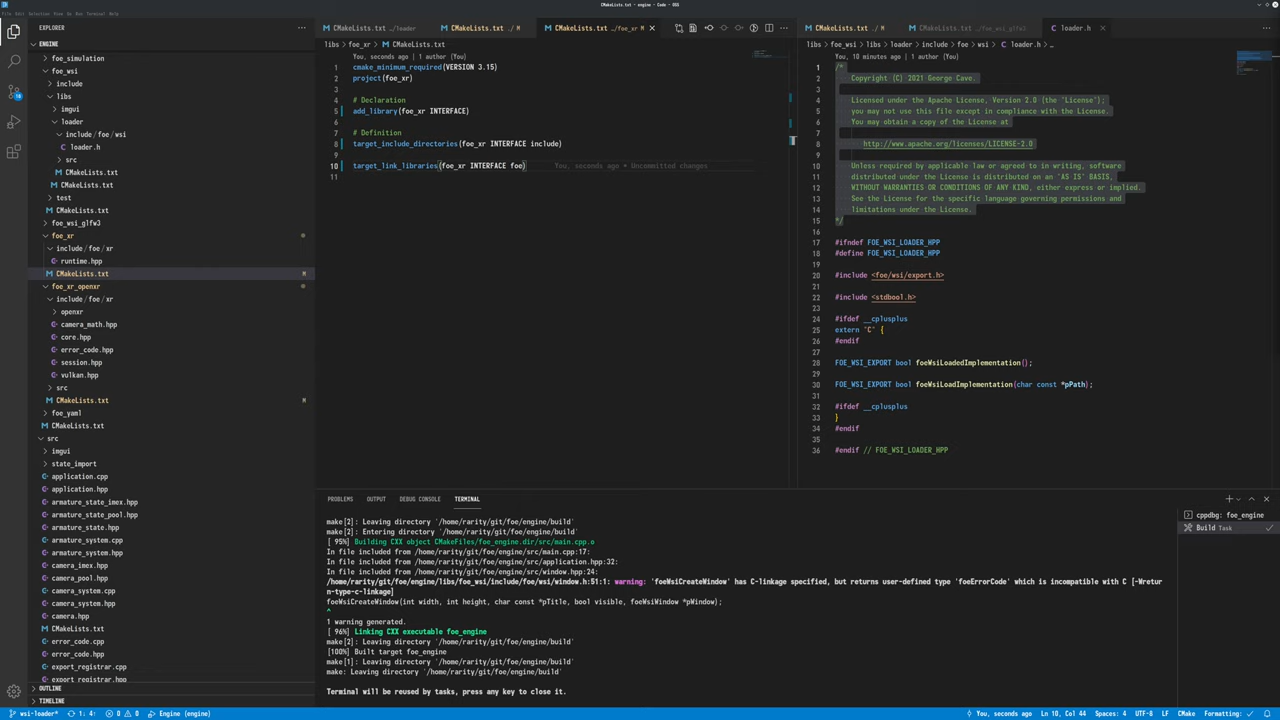 CMakeLists.txt - engine - Code - OSS
File Edit Selection View Go Run Terminal Help
EXPLORER
ENGINE
foe_simulation
foe_wsi
include
libs
imgui
loader
include / foe / wsi
loader.h
src
CMakeLists.txt
CMakeLists.txt
test
CMakeLists.txt
foe_wsi_glfw3
foe_xr
include / foe / xr
runtime.hpp
CMakeLists.txt M
foe_xr_openxr
include / foe / xr
openxr
camera_math.hpp
core.hpp
error_code.hpp
session.hpp
vulkan.hpp
src
CMakeLists.txt M
foe_yaml
CMakeLists.txt
src
imgui
state_import
application.cpp
application.hpp
armature_state_imex.hpp
armature_state_pool.hpp
armature_state.hpp
armature_system.cpp
armature_system.hpp
camera_imex.hpp
camera_pool.hpp
camera_system.cpp
camera_system.hpp
camera.hpp
CMakeLists.txt
error_code.cpp
error_code.hpp
export_registrar.cpp
export_registrar.hpp
OUTLINE
TIMELINE
CMakeLists.txt .../loader
CMakeLists.txt ./ M
CMakeLists.txt .../foe_xr M
libs > foe_xr > CMakeLists.txt
You, seconds ago | 1 author (You)
1 cmake_minimum_required(VERSION 3.15)
2 project(foe_xr)
3
4 # Declaration
5 add_library(foe_xr INTERFACE)
6
7 # Definition
8 target_include_directories(foe_xr INTERFACE include)
9
10 target_link_libraries(foe_xr INTERFACE foe) You, seconds ago • Uncommitted changes
11
CMakeLists.txt ./ M
CMakeLists.txt .../foe_wsi_glfw3
loader.h
libs > foe_wsi > libs > loader > include > foe > wsi > loader.h > ...
You, 10 minutes ago | 1 author (You)
1 /*
2 Copyright (C) 2021 George Cave.
3
4 Licensed under the Apache License, Version 2.0 (the "License");
5 you may not use this file except in compliance with the License.
6 You may obtain a copy of the License at
7
8 http://www.apache.org/licenses/LICENSE-2.0
9
10 Unless required by applicable law or agreed to in writing, software
11 distributed under the License is distributed on an "AS IS" BASIS,
12 WITHOUT WARRANTIES OR CONDITIONS OF ANY KIND, either express or implied.
13 See the License for the specific language governing permissions and
14 limitations under the License.
15 */
16
17 #ifndef FOE_WSI_LOADER_HPP
18 #define FOE_WSI_LOADER_HPP
19
20 #include <foe/wsi/export.h>
21
22 #include <stdbool.h>
23
24 #ifdef __cplusplus
25 extern "C" {
26 #endif
27
28 FOE_WSI_EXPORT bool foeWsiLoadedImplementation();
29
30 FOE_WSI_EXPORT bool foeWsiLoadImplementation(char const *pPath);
31
32 #ifdef __cplusplus
33 }
34 #endif
35
36 #endif // FOE_WSI_LOADER_HPP
PROBLEMS OUTPUT DEBUG CONSOLE TERMINAL
make[2]: Leaving directory '/home/rarity/git/foe/engine/build'
make[2]: Entering directory '/home/rarity/git/foe/engine/build'
[ 95%] Building CXX object CMakeFiles/foe_engine.dir/src/main.cpp.o
In file included from /home/rarity/git/foe/engine/src/main.cpp:17:
In file included from /home/rarity/git/foe/engine/src/application.hpp:32:
In file included from /home/rarity/git/foe/engine/src/window.hpp:24:
/home/rarity/git/foe/engine/libs/foe_wsi/include/foe/wsi/window.h:51:1: warning: 'foeWsiCreateWindow' has C-linkage specified, but returns user-defined type 'foeErrorCode' which is incompatible with C [-Wretur
n-type-c-linkage]
foeWsiCreateWindow(int width, int height, char const *pTitle, bool visible, foeWsiWindow *pWindow);
^
1 warning generated.
[ 96%] Linking CXX executable foe_engine
make[2]: Leaving directory '/home/rarity/git/foe/engine/build'
[100%] Built target foe_engine
make[1]: Leaving directory '/home/rarity/git/foe/engine/build'
make: Leaving directory '/home/rarity/git/foe/engine/build'
Terminal will be reused by tasks, press any key to close it.
cppdbg: foe_engine
Build Task
wsi-loader* 1↓ 4↑ 0 0 Engine (engine)
You, seconds ago Ln 10, Col 44 Spaces: 4 UTF-8 LF CMake Formatting: ✓